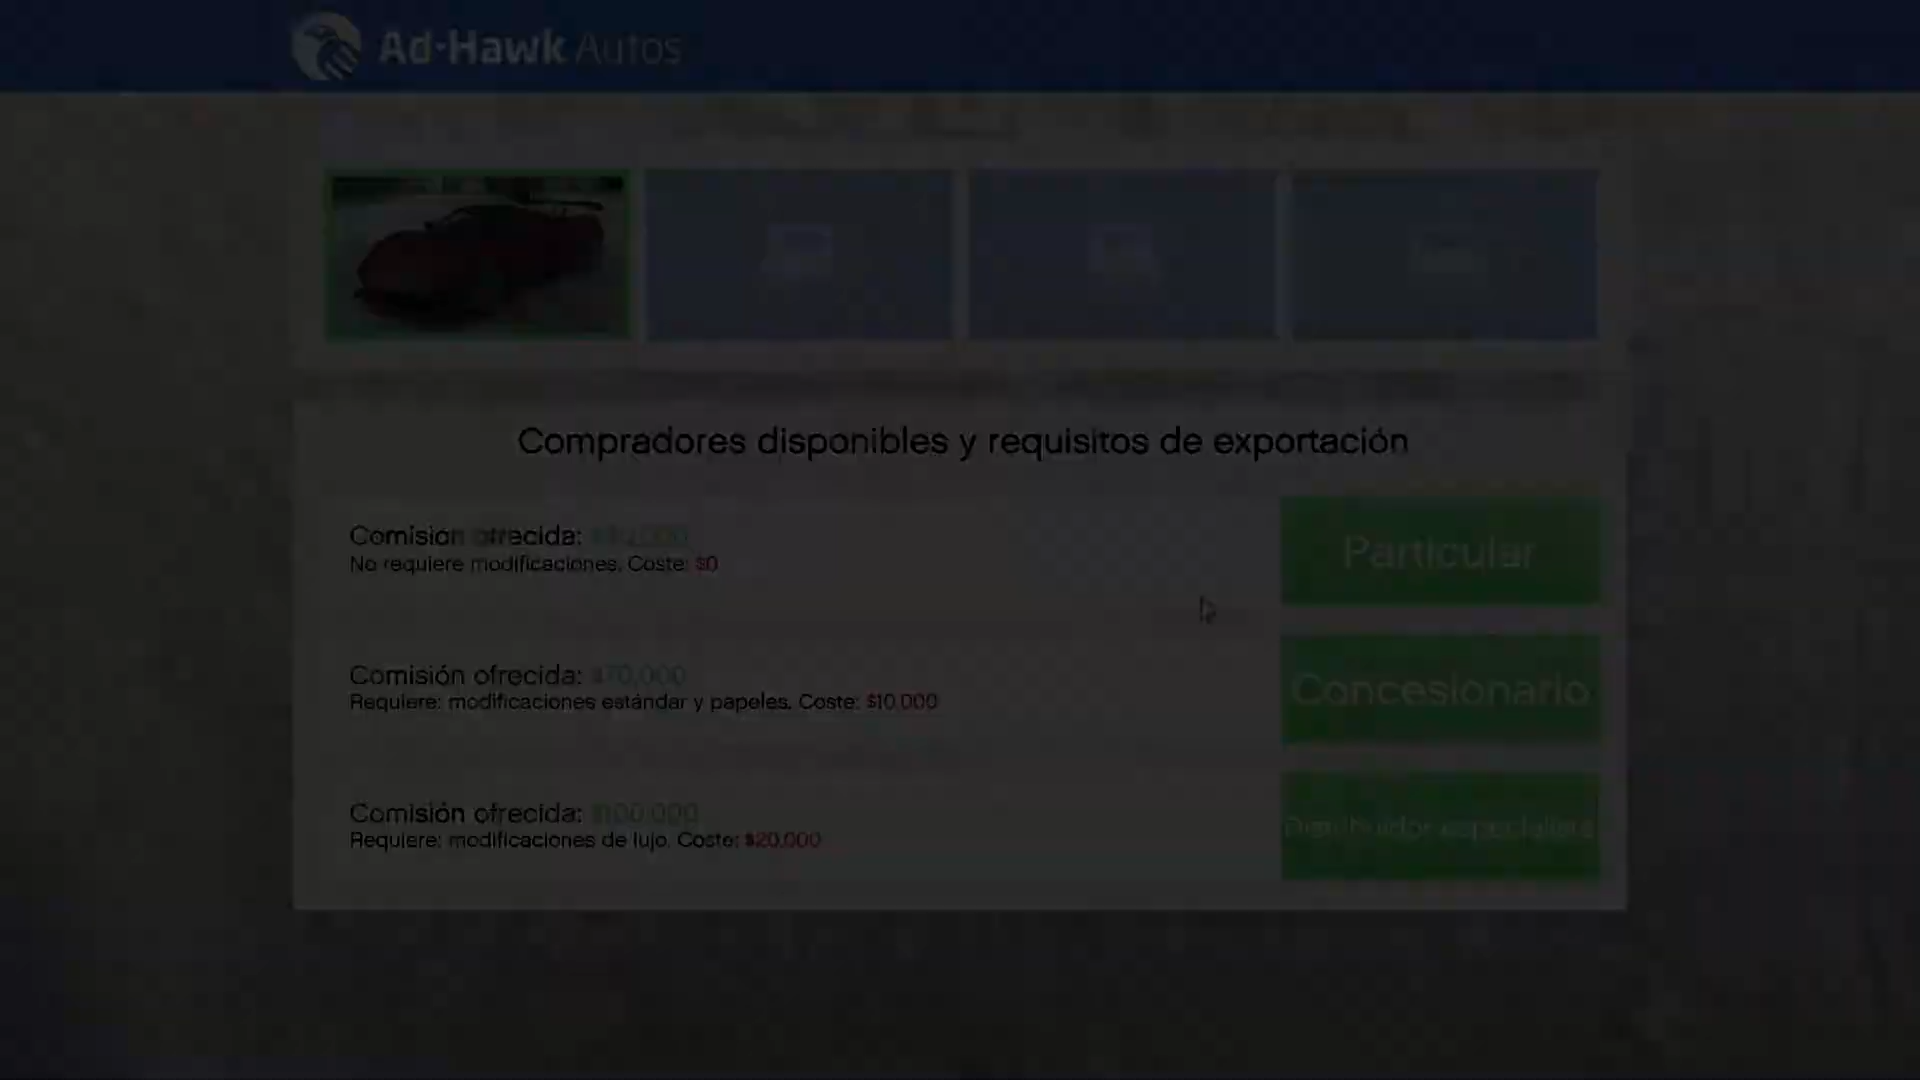 Ad-Hawk Autos
Compradores disponibles y requisitos de exportación
Comisión ofrecida:
No requiere modificaciones. Coste: $0
Particular
Comisión ofrecida: $70,000
Requiere: modificaciones estándar y papeles. Coste: $10,000
Concesionario
Comisión ofrecida: $100,000
Requiere: modificaciones de lujo. Coste: $20,000
Distribuidor especialista